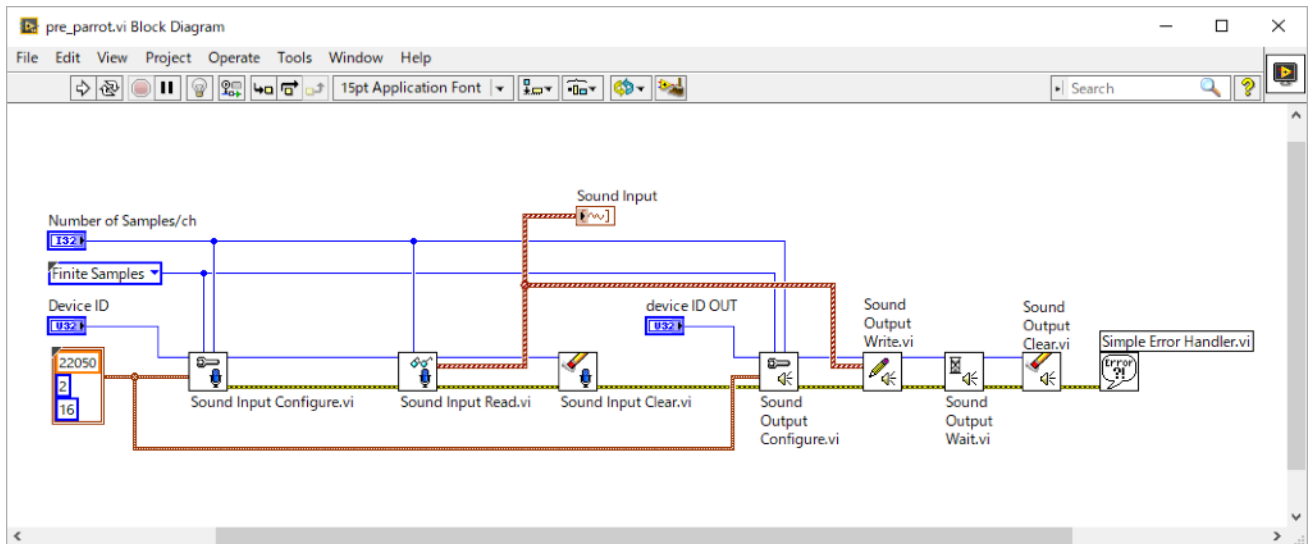 pre_parrot.vi Block Diagram
File Edit View Project Operate Tools Window Help
15pt Application Font
Search
Sound Input
Number of Samples/ch
I32
Finite Samples
Device ID
U32
device ID OUT
U32
Sound
Output
Write.vi
Sound
Output
Clear.vi
Simple Error Handler.vi
Error
?!
22050
2
16
Sound Input Configure.vi
Sound Input Read.vi
Sound Input Clear.vi
Sound
Output
Configure.vi
Sound
Output
Wait.vi